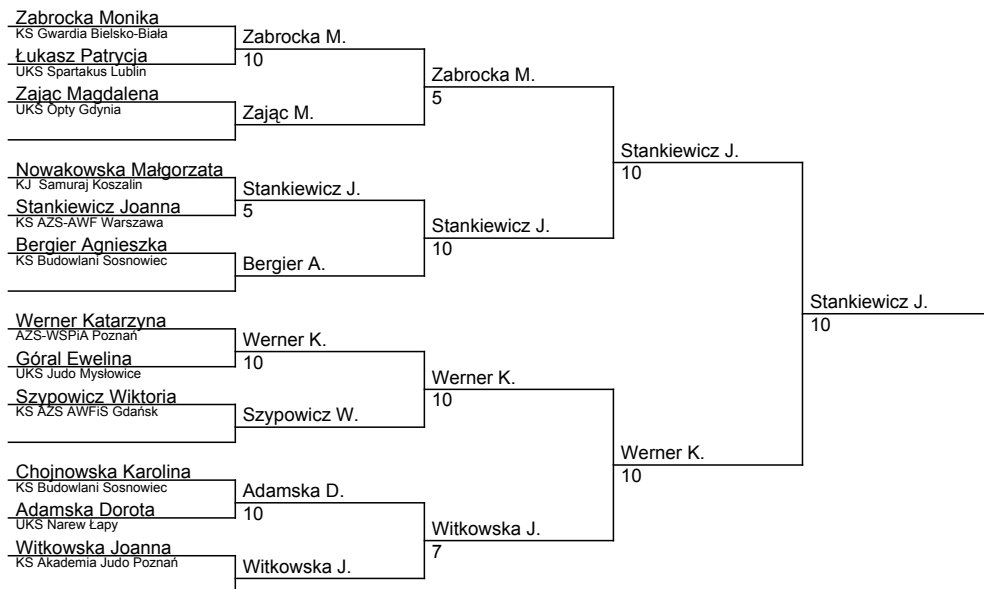 Zabrocka Monika
KS Gwardia Bielsko-Biała
Łukasz Patrycja
UKS Spartakus Lublin
Zając Magdalena
UKS Opty Gdynia
Nowakowska Małgorzata
KJ  Samuraj Koszalin
Stankiewicz Joanna
KS AZS-AWF Warszawa
Bergier Agnieszka
KS Budowlani Sosnowiec
Werner Katarzyna
AZS-WSPiA Poznań
Góral Ewelina
UKS Judo Mysłowice
Szypowicz Wiktoria
KS AZS AWFiS Gdańsk
Chojnowska Karolina
KS Budowlani Sosnowiec
Adamska Dorota
UKS Narew Łapy
Witkowska Joanna
KS Akademia Judo Poznań
Zabrocka M.
10
Zając M.
Stankiewicz J.
5
Bergier A.
Werner K.
10
Szypowicz W.
Adamska D.
10
Witkowska J.
Zabrocka M.
5
Stankiewicz J.
10
Werner K.
10
Witkowska J.
7
Stankiewicz J.
10
Werner K.
10
Stankiewicz J.
10